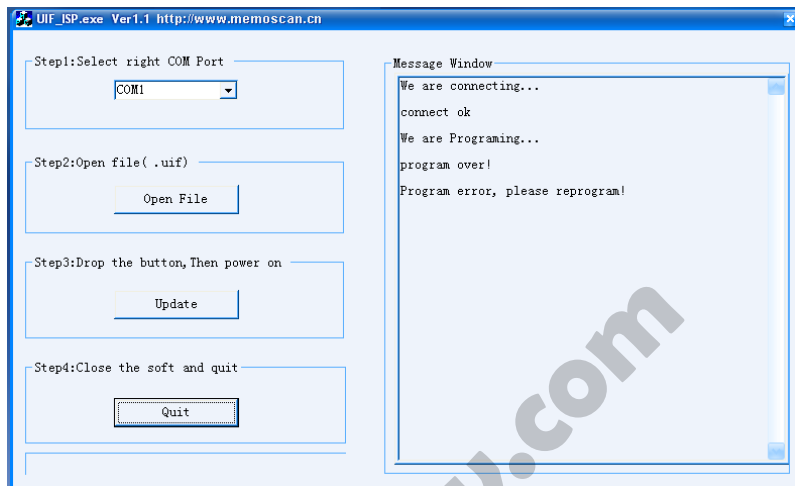 UIF_ISP.exe Ver1.1 http://www.memoscan.cn
Step1:Select right COM Port
COM1
Step2:Open file( .uif)
Open File
Step3:Drop the button,Then power on
Update
Step4:Close the soft and quit
Quit
Message Window
We are connecting...
connect ok
We are Programing...
program over!
Program error, please reprogram!
w.com